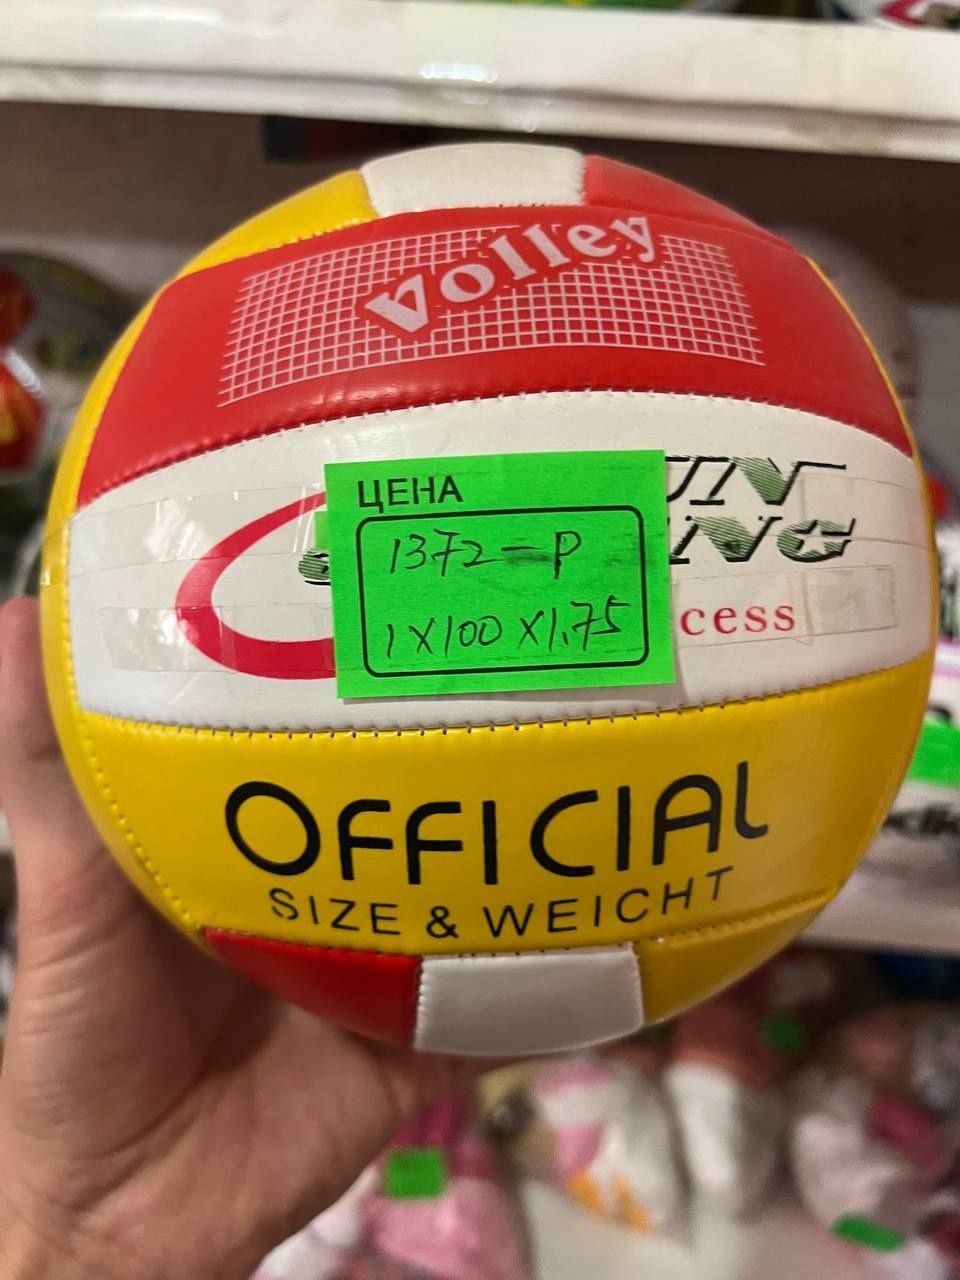 Volley
ЦЕНА
1372-P
1X100X1.75
cess
OFFICIAL
SIZE & WEICHT